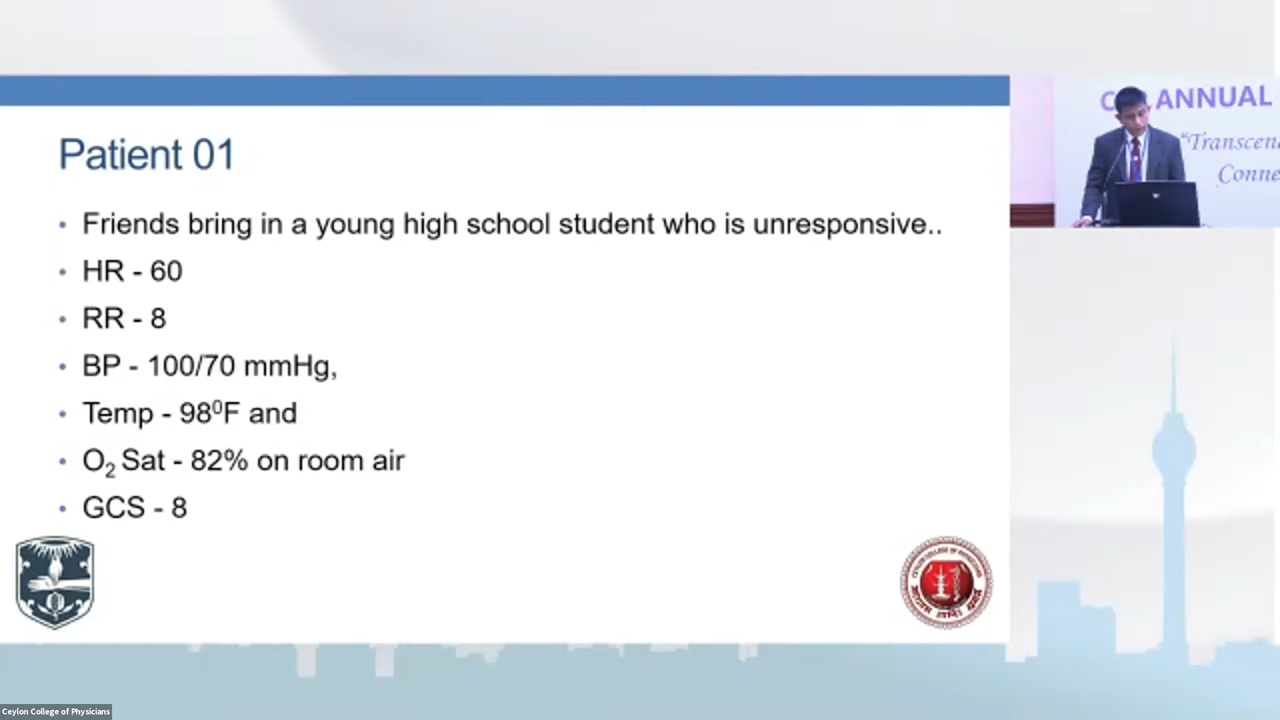 Patient 01
• Friends bring in a young high school student who is unresponsive..
• HR - 60
• RR - 8
• BP - 100/70 mmHg,
• Temp - 98⁰F and
• O₂ Sat - 82% on room air
• GCS - 8
ANNUAL
"Transcen
Conne
Ceylon College of Physicians